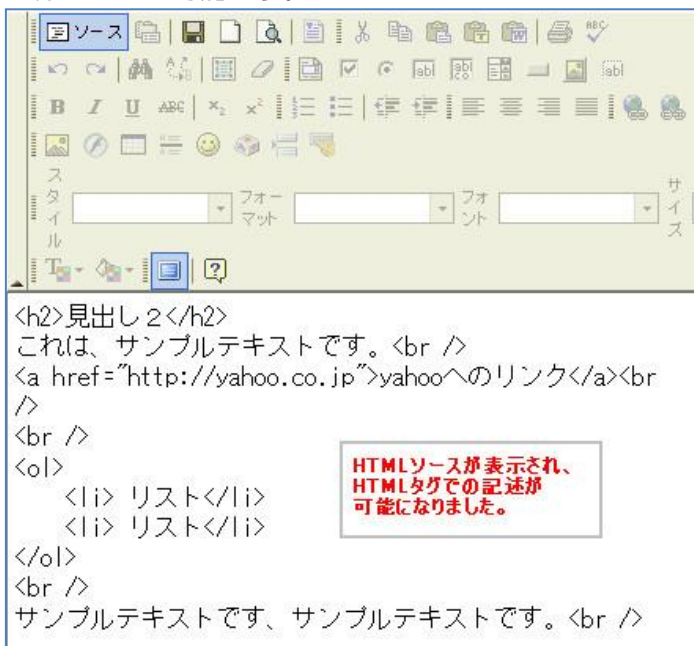 ソース
ABC
B I U ABC ×₂ ×²
スタイル フォーマット フォント サイズ
<h2>見出し２</h2>
これは、サンプルテキストです。<br />
<a href="http://yahoo.co.jp">yahooへのリンク</a><br
/>
<br />
<ol>
<li> リスト</li>
<li> リスト</li>
</ol>
<br />
サンプルテキストです、サンプルテキストです。<br />
HTMLソースが表示され、
HTMLタグでの記述が
可能になりました。